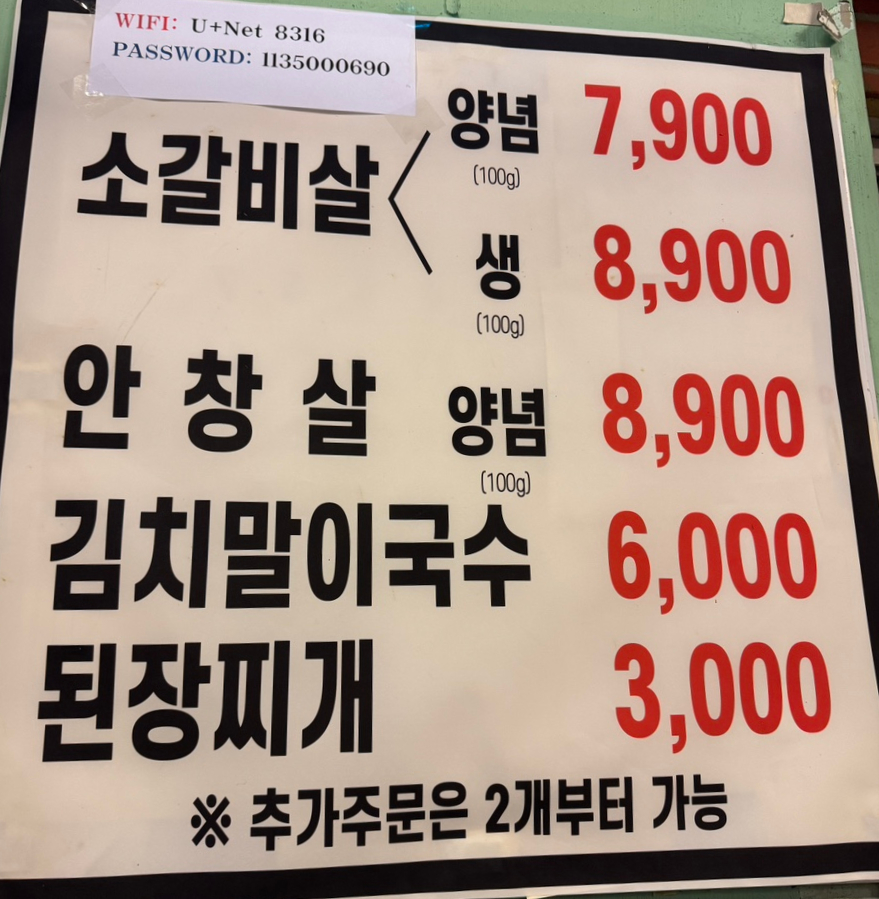 WIFI: U+Net 8316
PASSWORD: 1135000690
소갈비살
양념 7,900
(100g)
생 8,900
(100g)
안창살 양념 8,900
(100g)
김치말이국수 6,000
된장찌개 3,000
※ 추가주문은 2개부터 가능